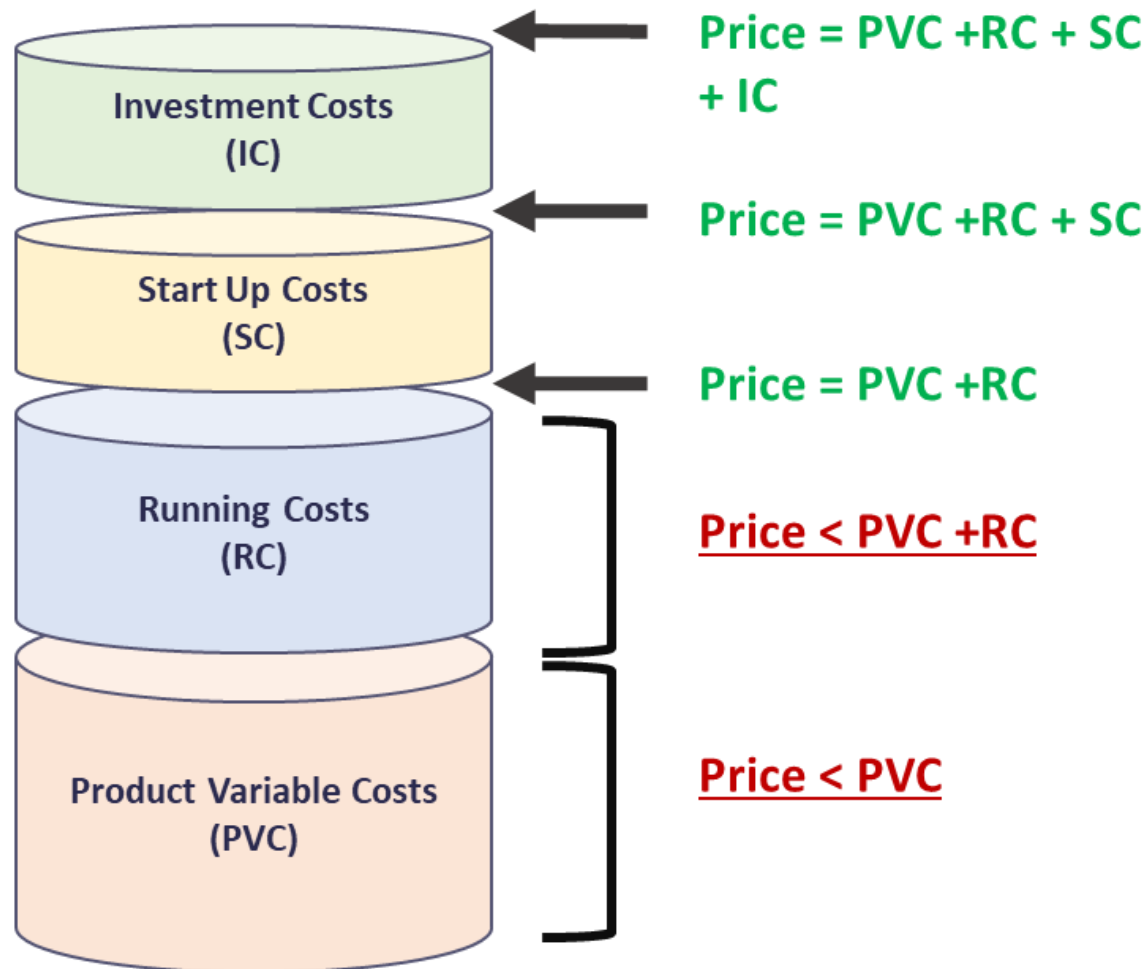 Price = PVC +RC + SC
+ IC
Investment Costs
(IC)
Price = PVC +RC + SC
Start Up Costs
(SC)
Price = PVC +RC
Running Costs
(RC)
Price < PVC +RC
Product Variable Costs
(PVC)
Price < PVC